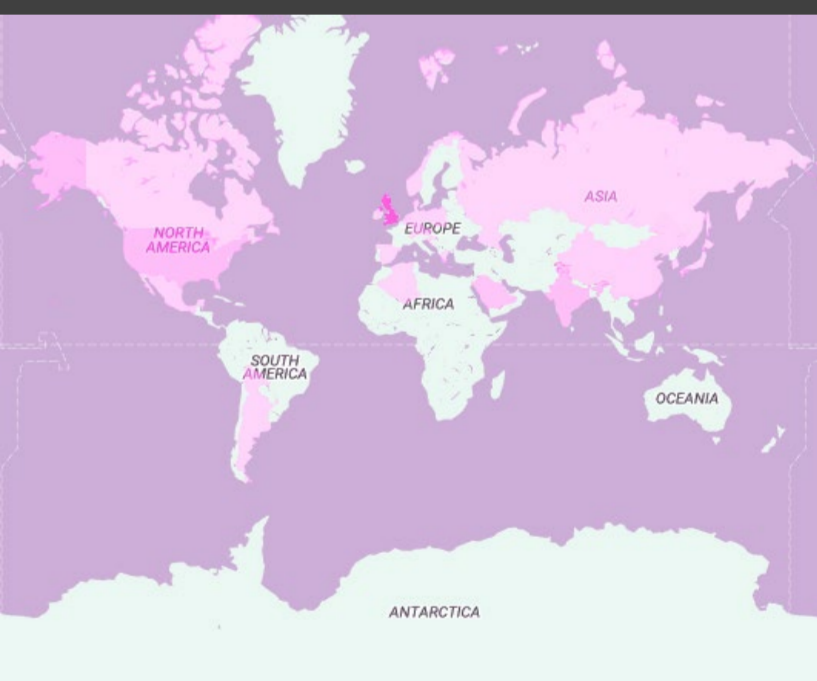 ASIA
NORTH
AMERICA
EUROPE
AFRICA
SOUTH
AMERICA
OCEANIA
ANTARCTICA